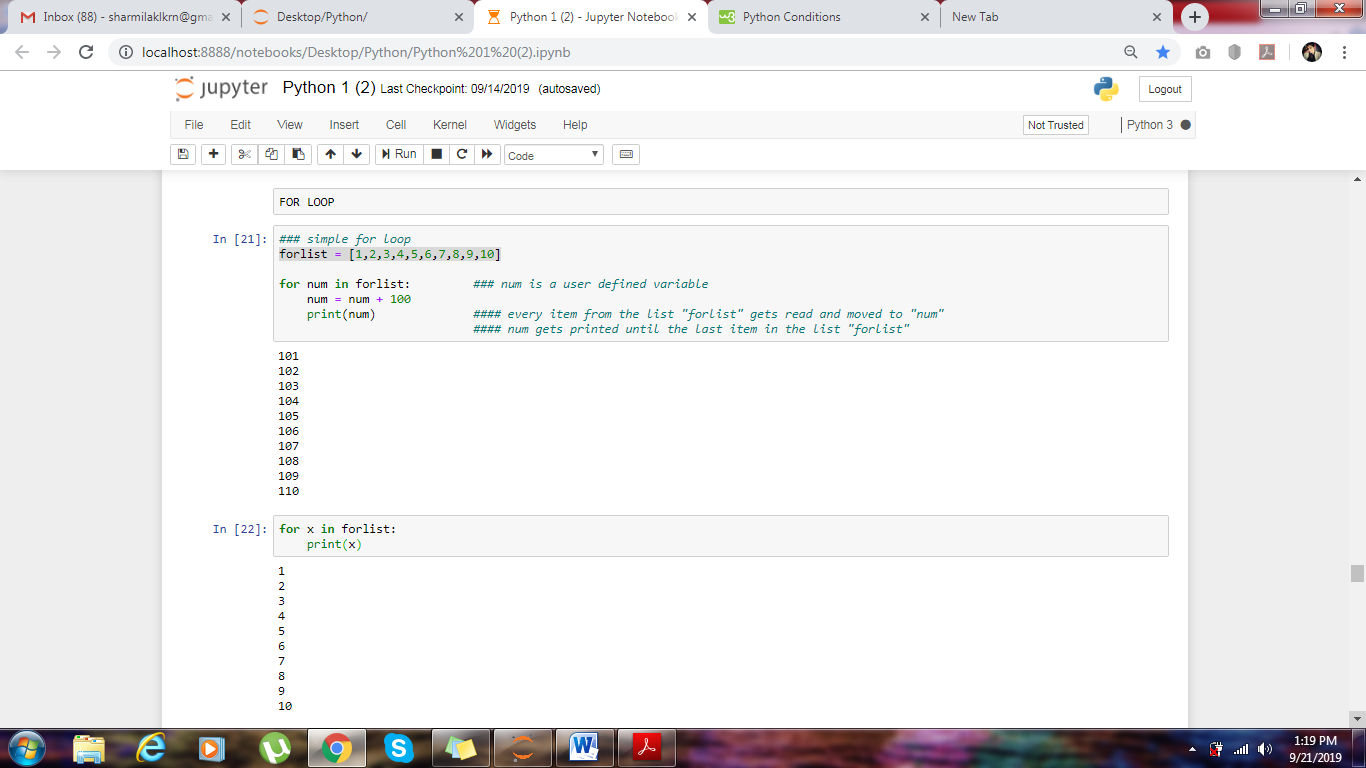 Inbox (88) - sharmilaklkrn@gma
Desktop/Python/
Python 1 (2) - Jupyter Notebook
Python Conditions
New Tab
localhost:8888/notebooks/Desktop/Python/Python%201%20(2).ipynb
jupyter Python 1 (2) Last Checkpoint: 09/14/2019 (autosaved)
Logout
File Edit View Insert Cell Kernel Widgets Help
Not Trusted
Python 3
Run
Code
FOR LOOP
In [21]: ### simple for loop
forlist = [1,2,3,4,5,6,7,8,9,10]
for num in forlist: ### num is a user defined variable
    num = num + 100
    print(num) #### every item from the list "forlist" gets read and moved to "num"
#### num gets printed until the last item in the list "forlist"
101
102
103
104
105
106
107
108
109
110
In [22]: for x in forlist:
    print(x)
1
2
3
4
5
6
7
8
9
10
1:19 PM
9/21/2019